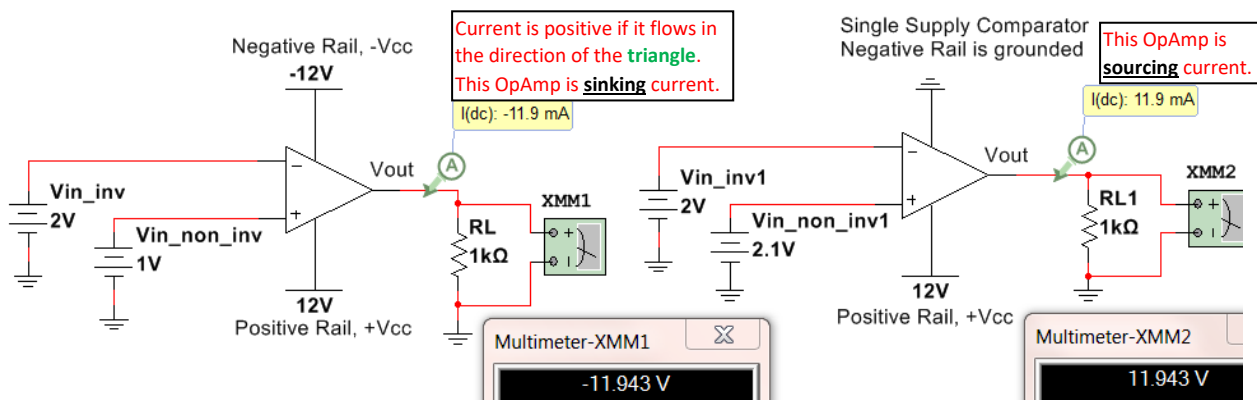 Negative Rail, -Vcc
-12V
Current is positive if it flows in
the direction of the triangle.
This OpAmp is sinking current.
I(dc): -11.9 mA
A
Vout
Vin_inv
2V
Vin_non_inv
1V
RL
1kΩ
XMM1
12V
Positive Rail, +Vcc
Multimeter-XMM1
X
-11.943 V
Single Supply Comparator
Negative Rail is grounded
This OpAmp is
sourcing current.
I(dc): 11.9 mA
A
Vout
Vin_inv1
2V
Vin_non_inv1
2.1V
RL1
1kΩ
XMM2
12V
Positive Rail, +Vcc
Multimeter-XMM2
11.943 V